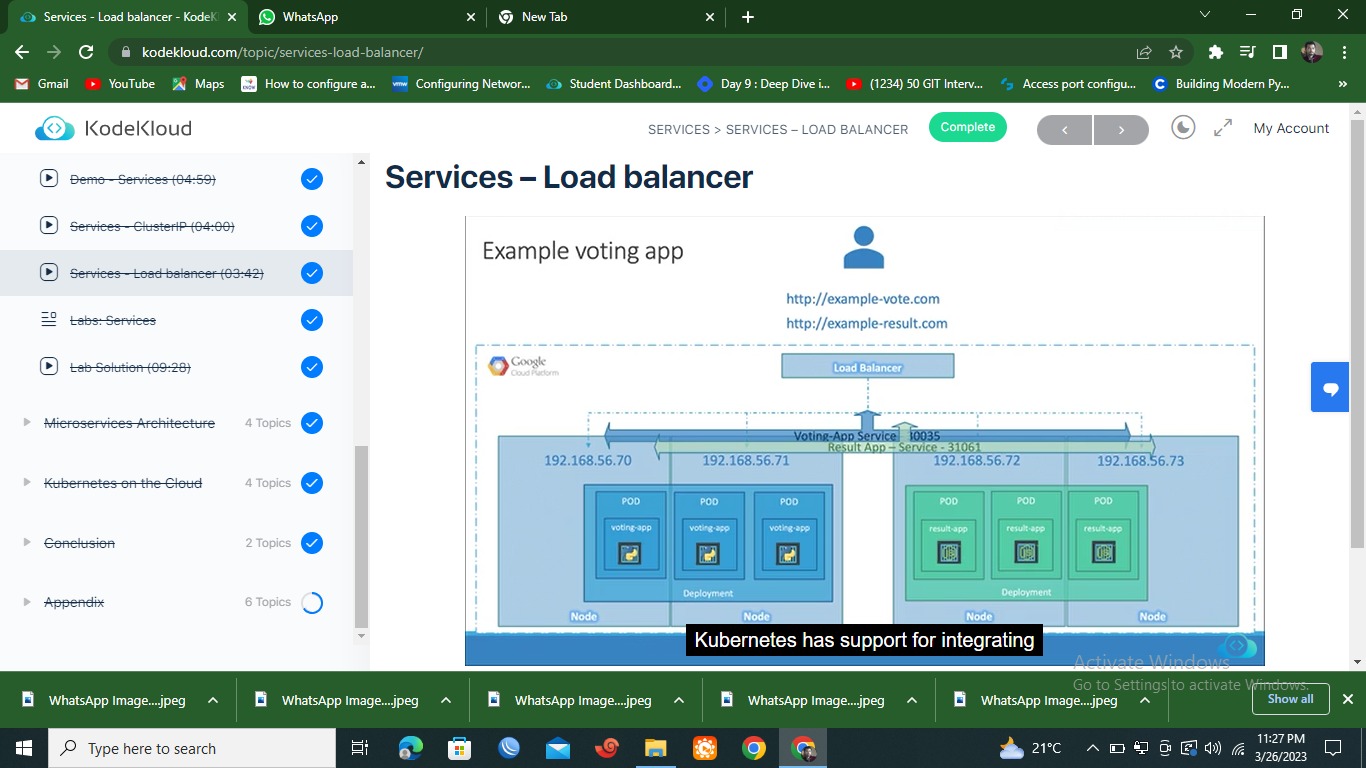 Services - Load balancer - KodeK
WhatsApp
New Tab
kodekloud.com/topic/services-load-balancer/
Gmail
YouTube
Maps
How to configure a...
Configuring Networ...
Student Dashboard...
Day 9 : Deep Dive i...
(1234) 50 GIT Interv...
Access port configu...
Building Modern Py...
»
KodeKloud
SERVICES > SERVICES – LOAD BALANCER
Complete
My Account
Demo - Services (04:59)
Services - ClusterIP (04:00)
Services - Load balancer (03:42)
Labs: Services
Lab Solution (09:28)
Microservices Architecture 4 Topics
Kubernetes on the Cloud 4 Topics
Conclusion 2 Topics
Appendix 6 Topics
Services – Load balancer
Example voting app
http://example-vote.com
http://example-result.com
Google
Cloud Platform
Load Balancer
Voting-App Service 30035
Result App – Service - 31061
192.168.56.70 192.168.56.71 192.168.56.72 192.168.56.73
POD POD POD POD POD POD
voting-app voting-app voting-app result-app result-app result-app
Deployment Deployment
Node Node Node Node
Kubernetes has support for integrating
Activate Windows
Go to Settings to activate Windows.
WhatsApp Image....jpeg
WhatsApp Image....jpeg
WhatsApp Image....jpeg
WhatsApp Image....jpeg
WhatsApp Image....jpeg
Show all
Type here to search
21°C
11:27 PM
3/26/2023